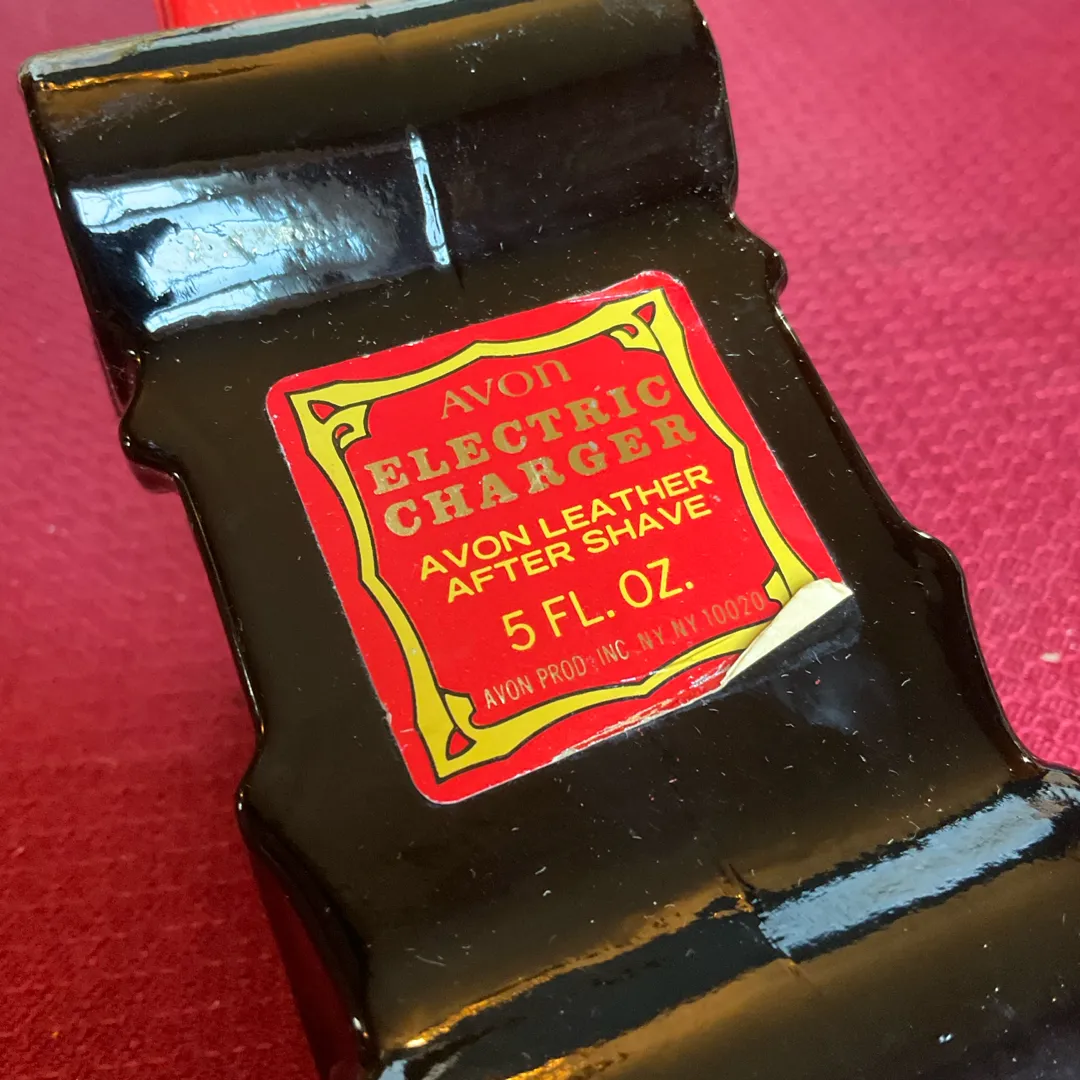 AVON
ELECTRIC
CHARGER
AVON LEATHER
AFTER SHAVE
5 FL. OZ.
AVON PROD. INC. NY. NY 10020